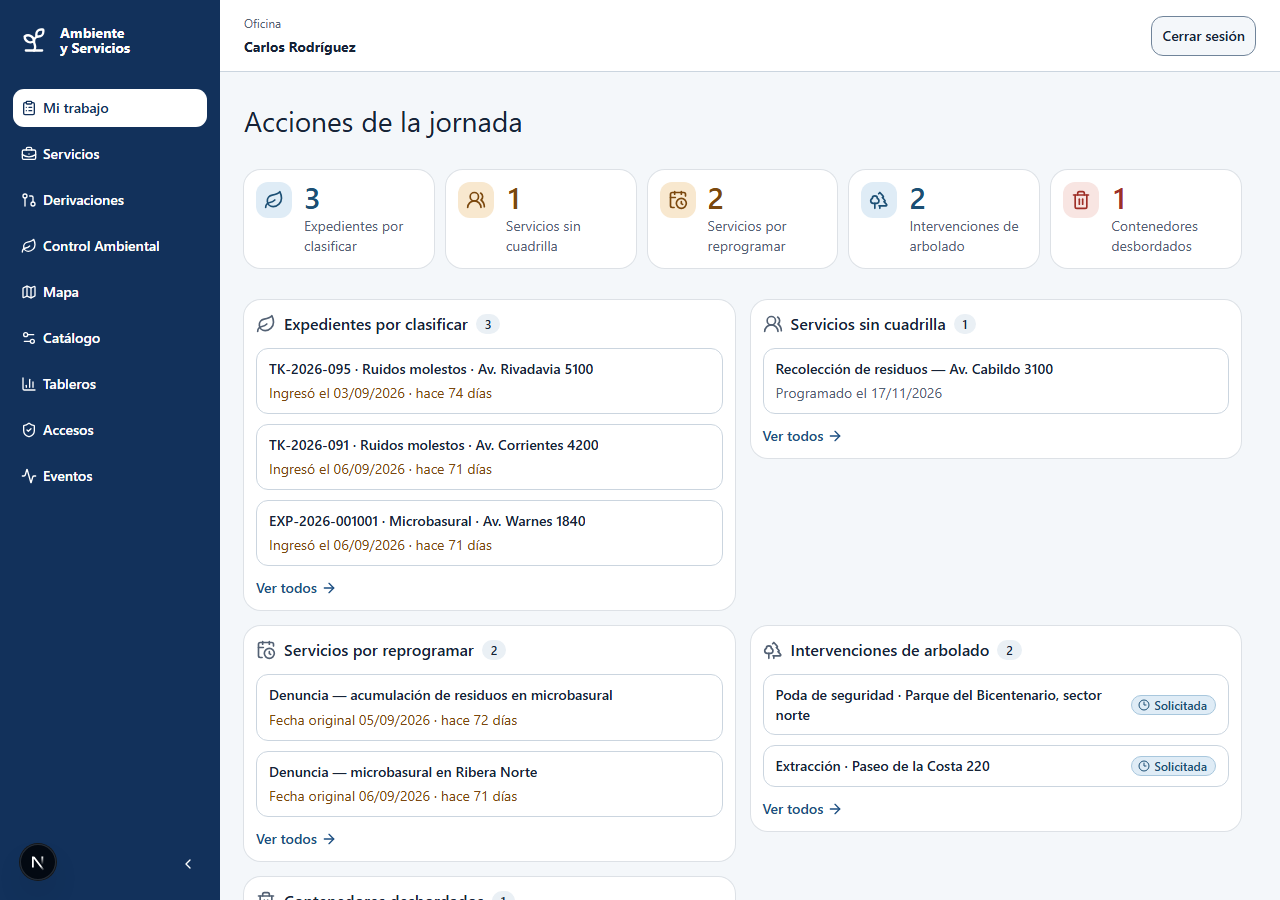 Ambiente
y Servicios
Mi trabajo
Servicios
Derivaciones
Control Ambiental
Mapa
Catálogo
Tableros
Accesos
Eventos
N
Oficina
Carlos Rodríguez
Cerrar sesión
Acciones de la jornada
3
Expedientes por
clasificar
1
Servicios sin
cuadrilla
2
Servicios por
reprogramar
2
Intervenciones de
arbolado
1
Contenedores
desbordados
Expedientes por clasificar 3
TK-2026-095 · Ruidos molestos · Av. Rivadavia 5100
Ingresó el 03/09/2026 · hace 74 días
TK-2026-091 · Ruidos molestos · Av. Corrientes 4200
Ingresó el 06/09/2026 · hace 71 días
EXP-2026-001001 · Microbasural · Av. Warnes 1840
Ingresó el 06/09/2026 · hace 71 días
Ver todos →
Servicios sin cuadrilla 1
Recolección de residuos — Av. Cabildo 3100
Programado el 17/11/2026
Ver todos →
Servicios por reprogramar 2
Denuncia — acumulación de residuos en microbasural
Fecha original 05/09/2026 · hace 72 días
Denuncia — microbasural en Ribera Norte
Fecha original 06/09/2026 · hace 71 días
Ver todos →
Intervenciones de arbolado 2
Poda de seguridad · Parque del Bicentenario, sector
norte
Solicitada
Extracción · Paseo de la Costa 220
Solicitada
Ver todos →
Contenedores desbordados 1